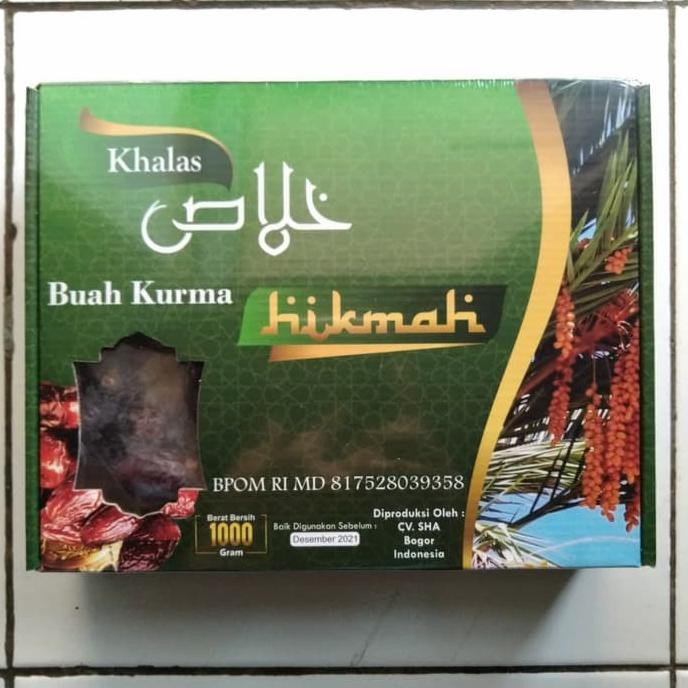 Khalas
خلاص
Buah Kurma
hikmah
BPOM RI MD 817528039358
Berat Bersih
1000
Gram
Baik Digunakan Sebelum :
Desember 2021
Diproduksi Oleh :
CV. SHA
Bogor
Indonesia